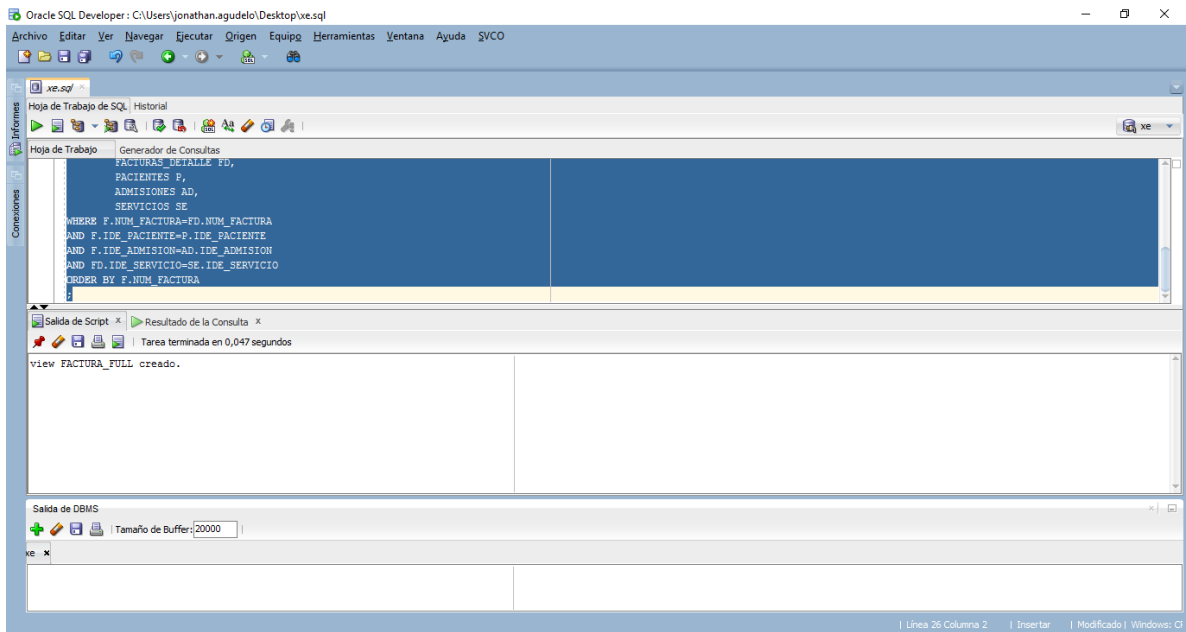 Oracle SQL Developer : C:\Users\jonathan.agudelo\Desktop\xe.sql
Archivo Editar Ver Navegar Ejecutar Origen Equipo Herramientas Ventana Ayuda SVCO
xe.sql
Hoja de Trabajo de SQL Historial
xe
Hoja de Trabajo Generador de Consultas
FACTURAS_DETALLE FD,
PACIENTES P,
ADMISIONES AD,
SERVICIOS SE
WHERE F.NUM_FACTURA=FD.NUM_FACTURA
AND F.IDE_PACIENTE=P.IDE_PACIENTE
AND F.IDE_ADMISION=AD.IDE_ADMISION
AND FD.IDE_SERVICIO=SE.IDE_SERVICIO
ORDER BY F.NUM_FACTURA
;
Informes
Conexiones
Salida de Script x Resultado de la Consulta x
Tarea terminada en 0,047 segundos
view FACTURA_FULL creado.
Salida de DBMS
Tamaño de Buffer: 20000
xe
Línea 26 Columna 2 | Insertar | Modificado | Windows: Cl